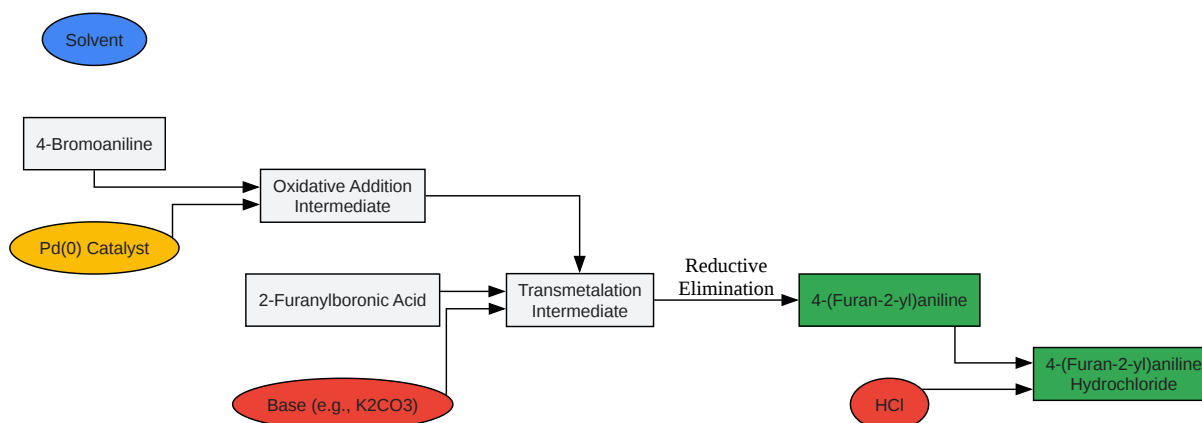 Solvent
4-Bromoaniline
Oxidative Addition
Intermediate
Pd(0) Catalyst
2-Furanylboronic Acid
Transmetalation
Intermediate
Reductive
Elimination
4-(Furan-2-yl)aniline
Base (e.g., K2CO3)
HCl
4-(Furan-2-yl)aniline
Hydrochloride